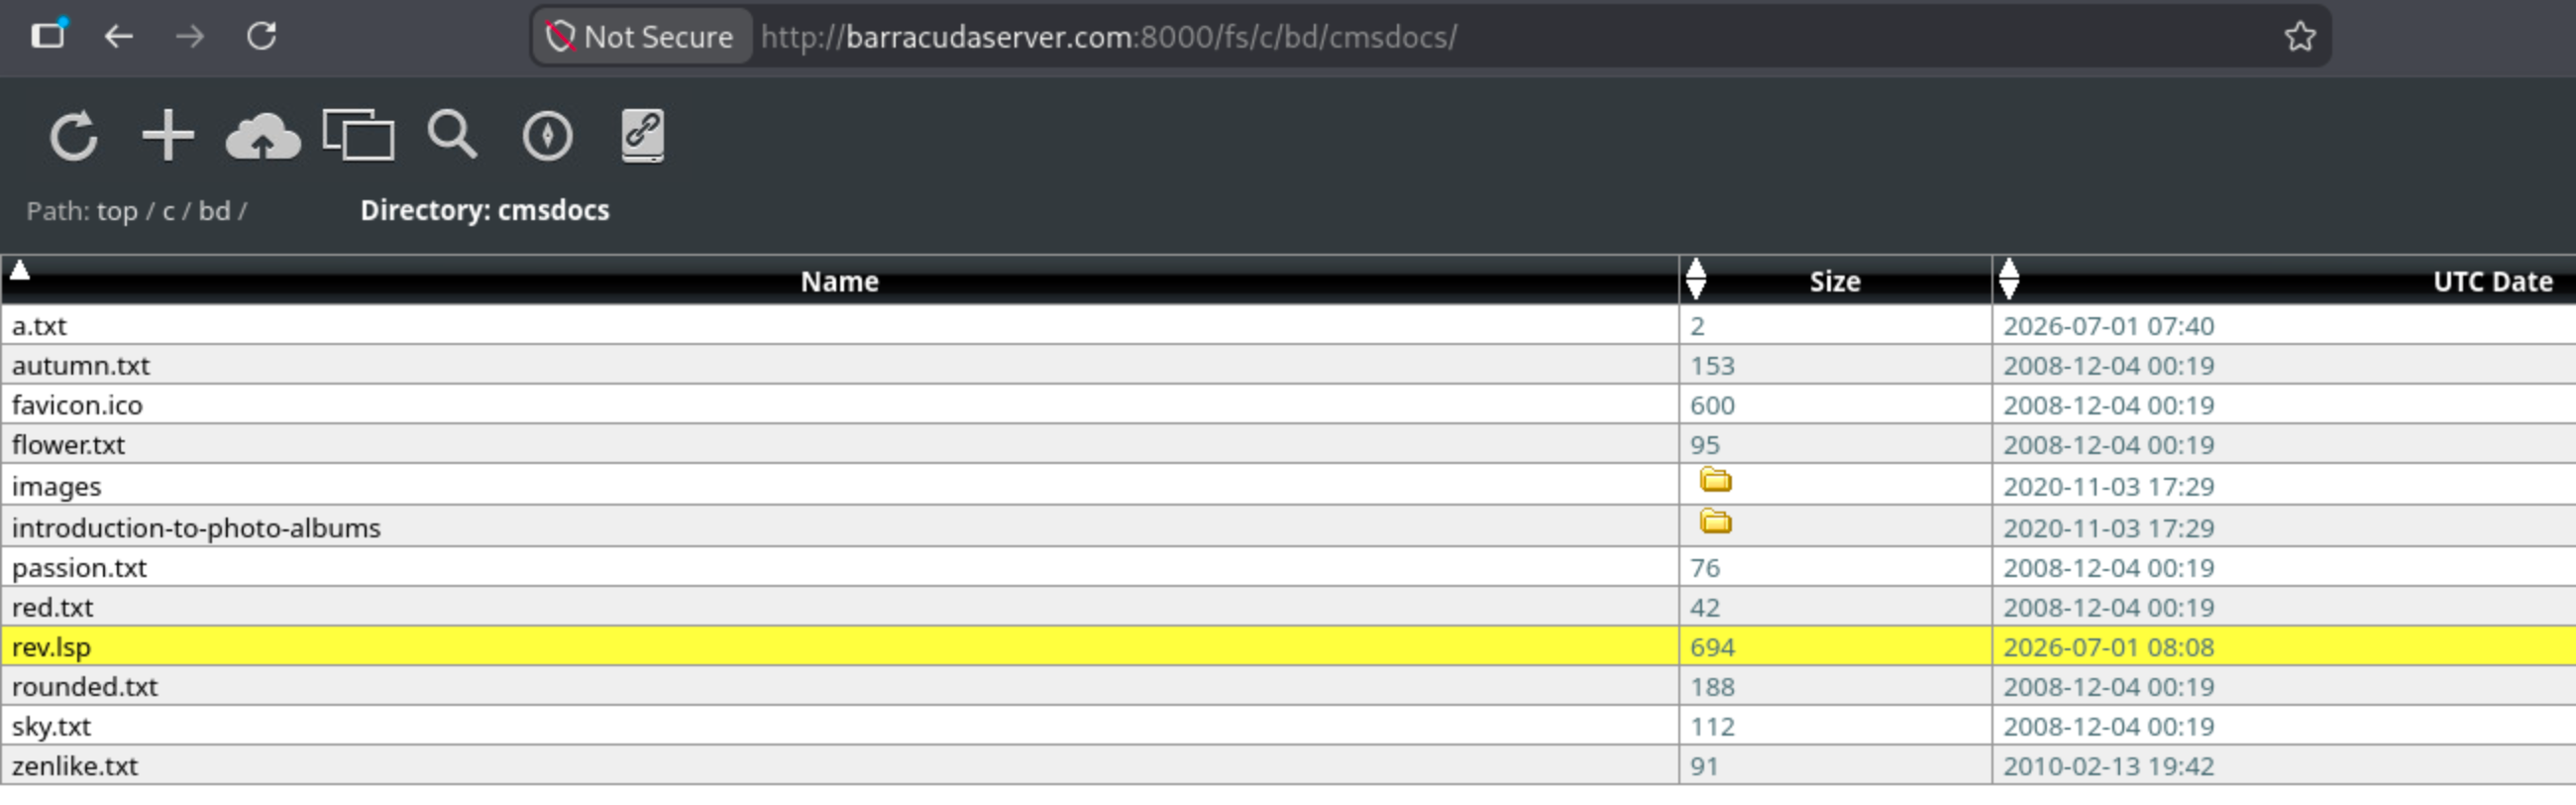 Not Secure http://barracudaserver.com:8000/fs/c/bd/cmsdocs/
Path: top / c / bd / Directory: cmsdocs
Name Size UTC Date
a.txt 2 2026-07-01 07:40
autumn.txt 153 2008-12-04 00:19
favicon.ico 600 2008-12-04 00:19
flower.txt 95 2008-12-04 00:19
images 2020-11-03 17:29
introduction-to-photo-albums 2020-11-03 17:29
passion.txt 76 2008-12-04 00:19
red.txt 42 2008-12-04 00:19
rev.lsp 694 2026-07-01 08:08
rounded.txt 188 2008-12-04 00:19
sky.txt 112 2008-12-04 00:19
zenlike.txt 91 2010-02-13 19:42